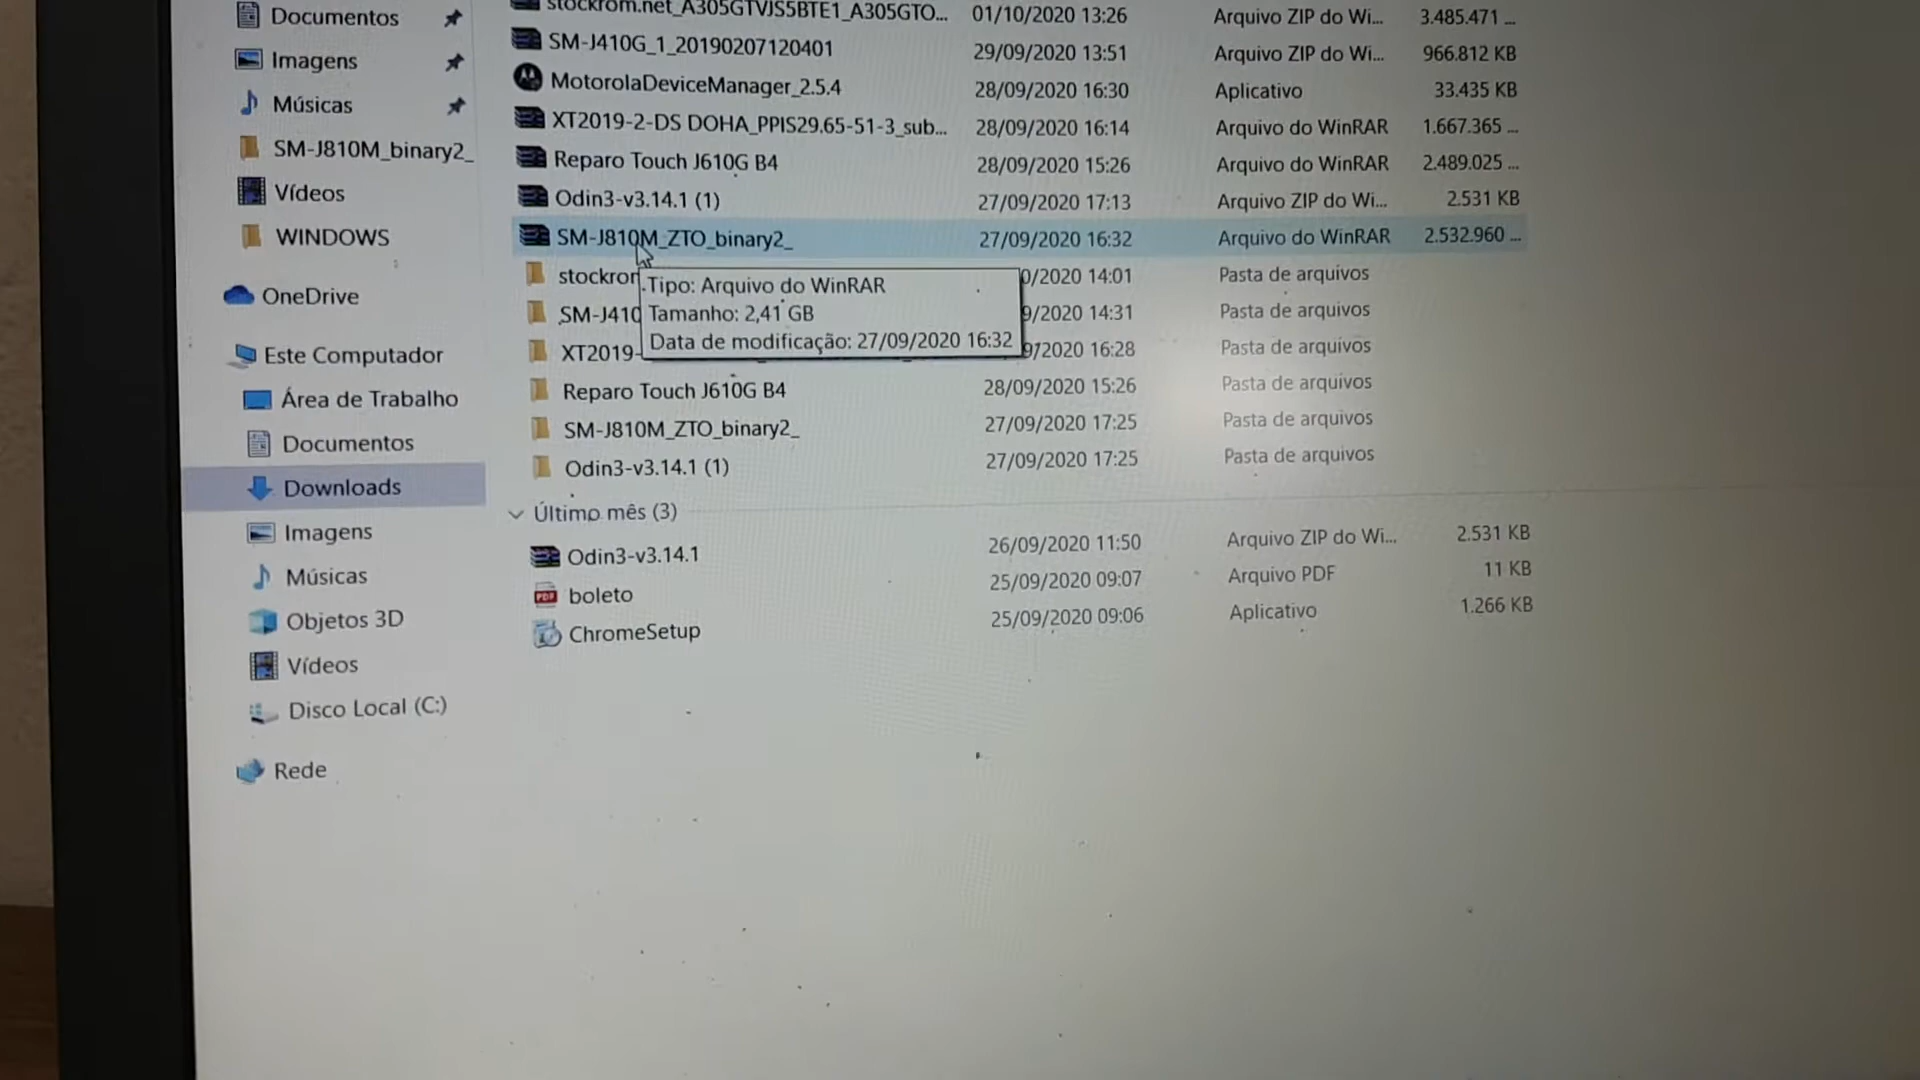 Documentos
Imagens
Músicas
SM-J810M_binary2_
Vídeos
WINDOWS
OneDrive
Este Computador
Área de Trabalho
Documentos
Downloads
Imagens
Músicas
Objetos 3D
Vídeos
Disco Local (C:)
Rede
stockrom.net_A305GTVJS5BTE1_A305GTO... 01/10/2020 13:26 Arquivo ZIP do Wi... 3.485.471 ...
SM-J410G_1_20190207120401 29/09/2020 13:51 Arquivo ZIP do Wi... 966.812 KB
MotorolaDeviceManager_2.5.4 28/09/2020 16:30 Aplicativo 33.435 KB
XT2019-2-DS DOHA_PPIS29.65-51-3_sub... 28/09/2020 16:14 Arquivo do WinRAR 1.667.365 ...
Reparo Touch J610G B4 28/09/2020 15:26 Arquivo do WinRAR 2.489.025 ...
Odin3-v3.14.1 (1) 27/09/2020 17:13 Arquivo ZIP do Wi... 2.531 KB
SM-J810M_ZTO_binary2_ 27/09/2020 16:32 Arquivo do WinRAR 2.532.960 ...
stockror 0/2020 14:01 Pasta de arquivos
SM-J410 9/2020 14:31 Pasta de arquivos
XT2019- 9/2020 16:28 Pasta de arquivos
Tipo: Arquivo do WinRAR
Tamanho: 2,41 GB
Data de modificação: 27/09/2020 16:32
Reparo Touch J610G B4 28/09/2020 15:26 Pasta de arquivos
SM-J810M_ZTO_binary2_ 27/09/2020 17:25 Pasta de arquivos
Odin3-v3.14.1 (1) 27/09/2020 17:25 Pasta de arquivos
Último mês (3)
Odin3-v3.14.1 26/09/2020 11:50 Arquivo ZIP do Wi... 2.531 KB
boleto 25/09/2020 09:07 Arquivo PDF 11 KB
ChromeSetup 25/09/2020 09:06 Aplicativo 1.266 KB